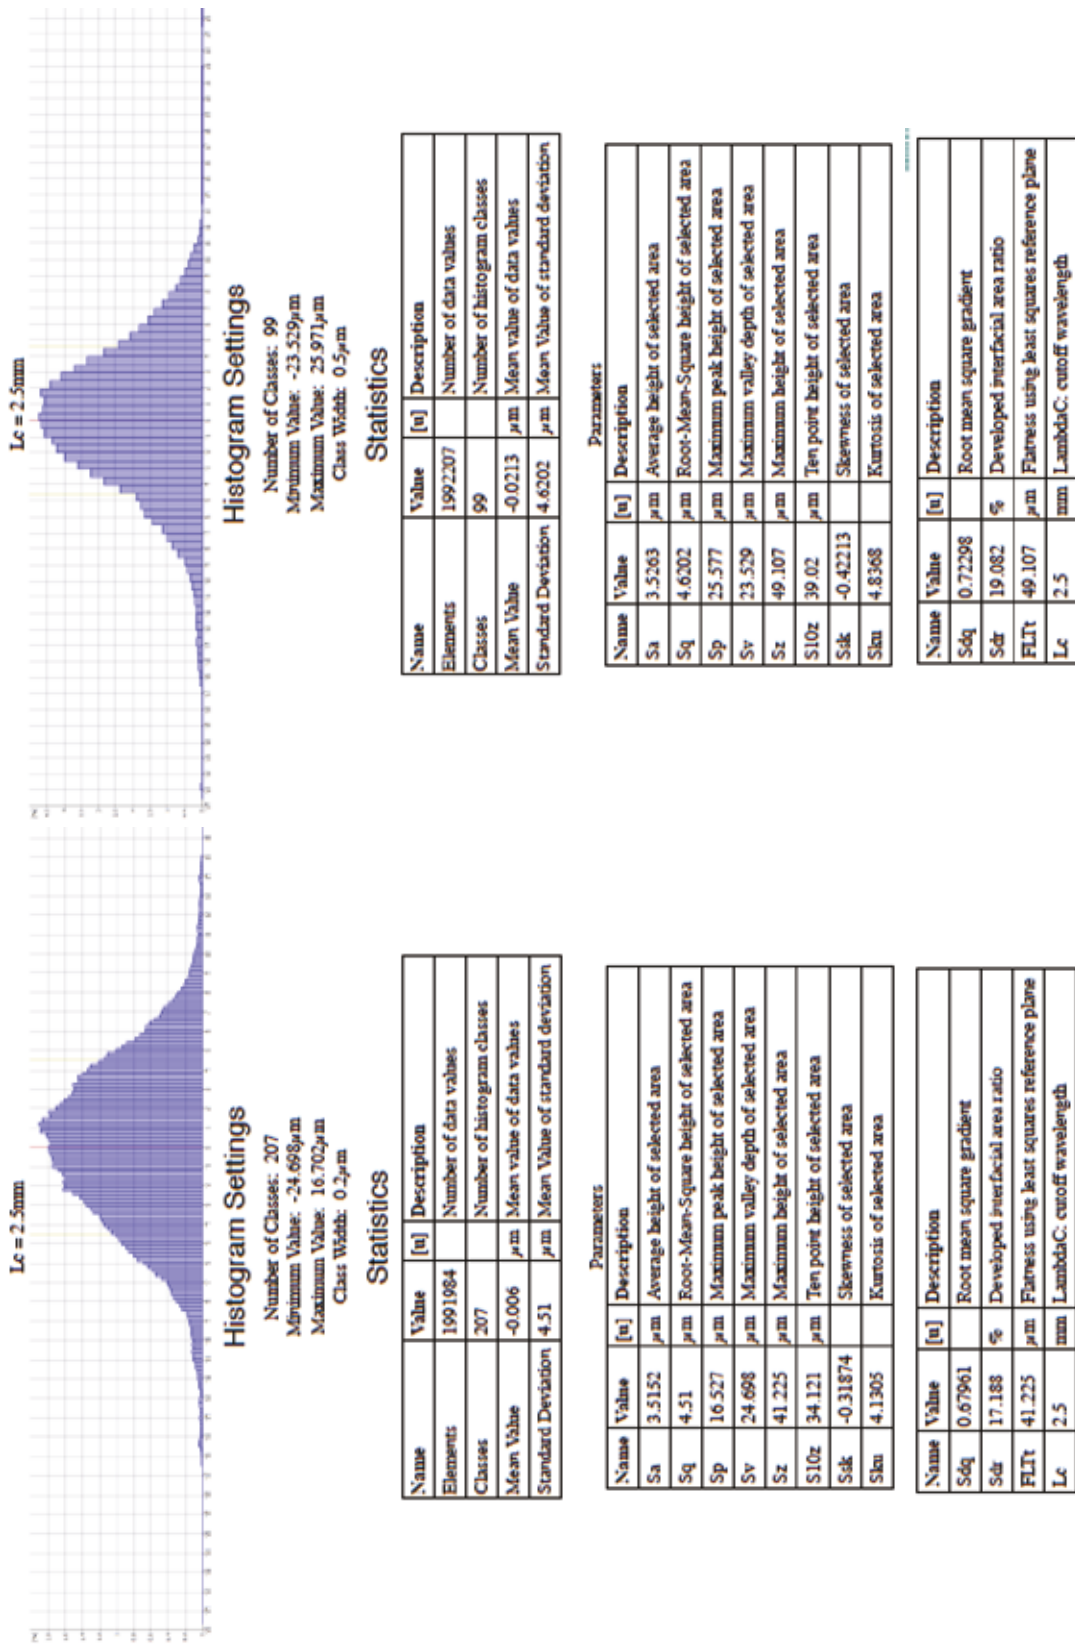 Lc = 2.5mm
Histogram Settings
Number of Classes: 207
Minimum Value: -24.698μm
Maximum Value: 16.702μm
Class Width: 0.2μm
Statistics
Name Value [u] Description
Elements 1991984 Number of data values
Classes 207 Number of histogram classes
Mean Value -0.006 μm Mean value of data values
Standard Deviation 4.51 μm Mean Value of standard deviation
Parameters
Name Value [u] Description
Sa 3.5152 μm Average height of selected area
Sq 4.51 μm Root-Mean-Square height of selected area
Sp 16.527 μm Maximum peak height of selected area
Sv 24.698 μm Maximum valley depth of selected area
Sz 41.225 μm Maximum height of selected area
S10z 34.121 μm Ten point height of selected area
Ssk -0.31874 Skewness of selected area
Sku 4.1305 Kurtosis of selected area
Name Value [u] Description
Sdq 0.67961 Root mean square gradient
Sdr 17.188 % Developed interfacial area ratio
FLTt 41.225 μm Flatness using least squares reference plane
Lc 2.5 mm LambdaC: cutoff wavelength
Lc = 2.5mm
Histogram Settings
Number of Classes: 99
Minimum Value: -23.529μm
Maximum Value: 25.971μm
Class Width: 0.5μm
Statistics
Name Value [u] Description
Elements 1992207 Number of data values
Classes 99 Number of histogram classes
Mean Value -0.0213 μm Mean value of data values
Standard Deviation 4.6202 μm Mean Value of standard deviation
Parameters
Name Value [u] Description
Sa 3.5263 μm Average height of selected area
Sq 4.6202 μm Root-Mean-Square height of selected area
Sp 25.577 μm Maximum peak height of selected area
Sv 23.529 μm Maximum valley depth of selected area
Sz 49.107 μm Maximum height of selected area
S10z 39.02 μm Ten point height of selected area
Ssk -0.42213 Skewness of selected area
Sku 4.8368 Kurtosis of selected area
Name Value [u] Description
Sdq 0.72298 Root mean square gradient
Sdr 19.082 % Developed interfacial area ratio
FLTt 49.107 μm Flatness using least squares reference plane
Lc 2.5 mm LambdaC: cutoff wavelength